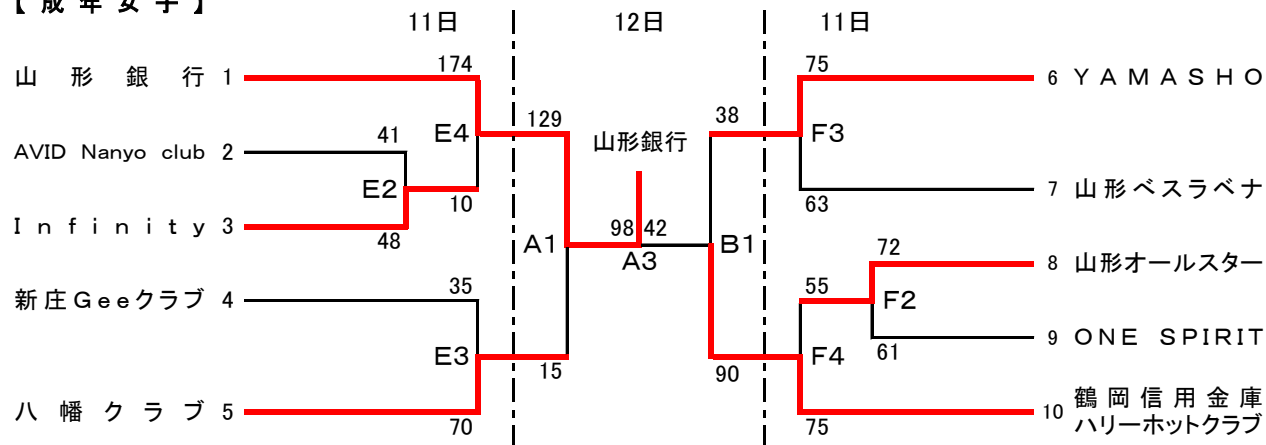 【 成 年 女 子 】
11日 12日 11日
山 形 銀 行 1 174 75 6 YAMASHO
129 38
E4 F3
山形銀行
AVID Nanyo club 2 41
E2 10 63 7 山形ベスラベナ
Infinity 3 48
A1 98 42 B1
A3
72 8 山形オールスター
新庄Geeクラブ 4 35 55 F2
61 9 ONE SPIRIT
E3 15 90 F4
八 幡 ク ラ ブ 5 70 75 10 鶴岡信用金庫
ハリーホットクラブ